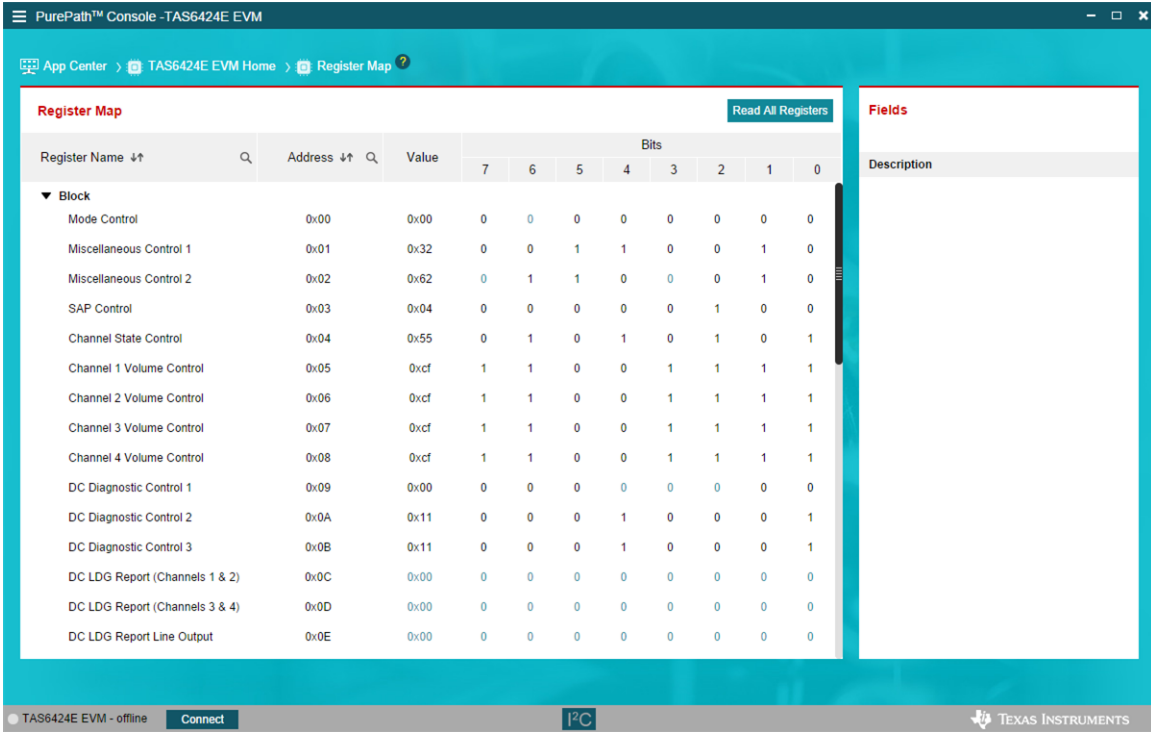 PurePath™ Console -TAS6424E EVM
App Center > TAS6424E EVM Home > Register Map ?
Register Map Read All Registers
Register Name Address Value Bits
7 6 5 4 3 2 1 0
Block
Mode Control 0x00 0x00 0 0 0 0 0 0 0 0
Miscellaneous Control 1 0x01 0x32 0 0 1 1 0 0 1 0
Miscellaneous Control 2 0x02 0x62 0 1 1 0 0 0 1 0
SAP Control 0x03 0x04 0 0 0 0 0 1 0 0
Channel State Control 0x04 0x55 0 1 0 1 0 1 0 1
Channel 1 Volume Control 0x05 0xcf 1 1 0 0 1 1 1 1
Channel 2 Volume Control 0x06 0xcf 1 1 0 0 1 1 1 1
Channel 3 Volume Control 0x07 0xcf 1 1 0 0 1 1 1 1
Channel 4 Volume Control 0x08 0xcf 1 1 0 0 1 1 1 1
DC Diagnostic Control 1 0x09 0x00 0 0 0 0 0 0 0 0
DC Diagnostic Control 2 0x0A 0x11 0 0 0 1 0 0 0 1
DC Diagnostic Control 3 0x0B 0x11 0 0 0 1 0 0 0 1
DC LDG Report (Channels 1 & 2) 0x0C 0x00 0 0 0 0 0 0 0 0
DC LDG Report (Channels 3 & 4) 0x0D 0x00 0 0 0 0 0 0 0 0
DC LDG Report Line Output 0x0E 0x00 0 0 0 0 0 0 0 0
Fields
Description
TAS6424E EVM - offline Connect I²C TEXAS INSTRUMENTS